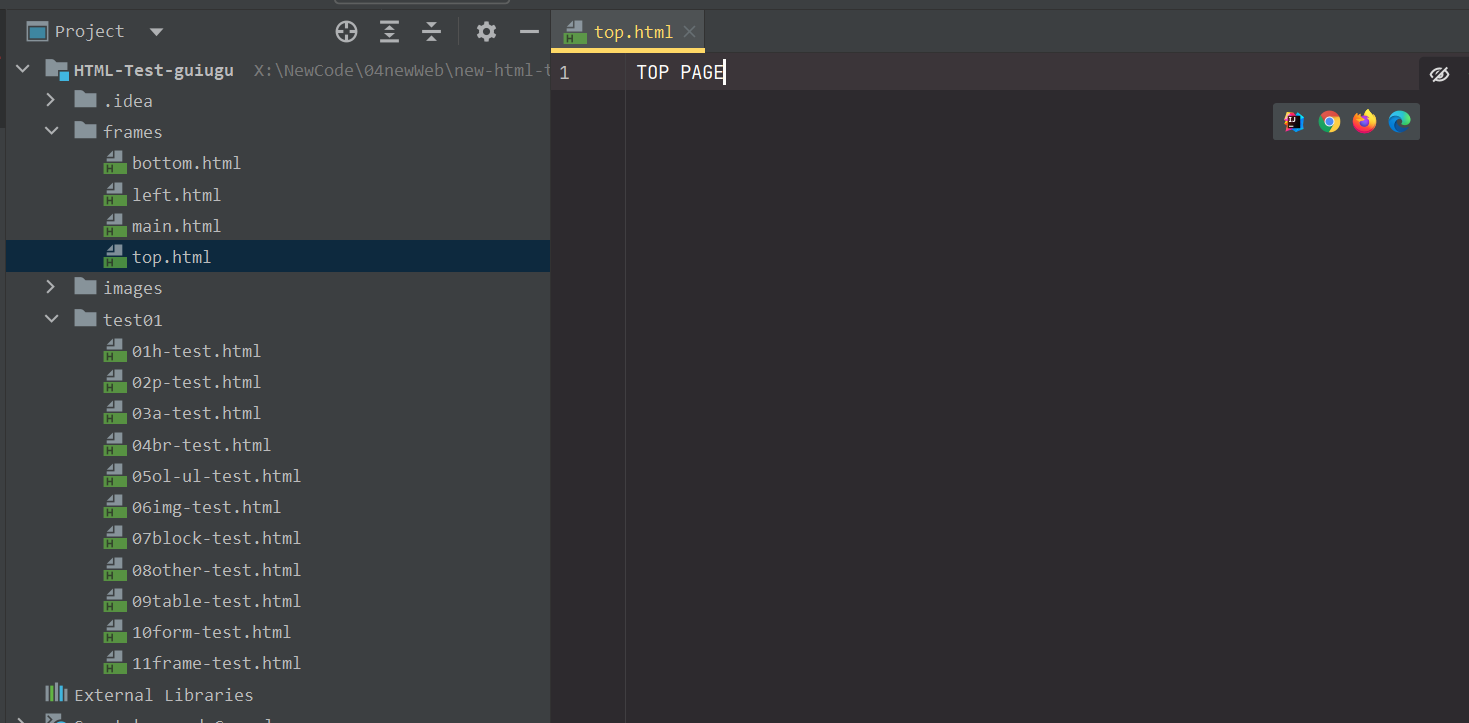 Project
HTML-Test-guiugu X:\NewCode\04newWeb\new-html-t
.idea
frames
bottom.html
left.html
main.html
top.html
images
test01
01h-test.html
02p-test.html
03a-test.html
04br-test.html
05ol-ul-test.html
06img-test.html
07block-test.html
08other-test.html
09table-test.html
10form-test.html
11frame-test.html
External Libraries
top.html
1 TOP PAGE